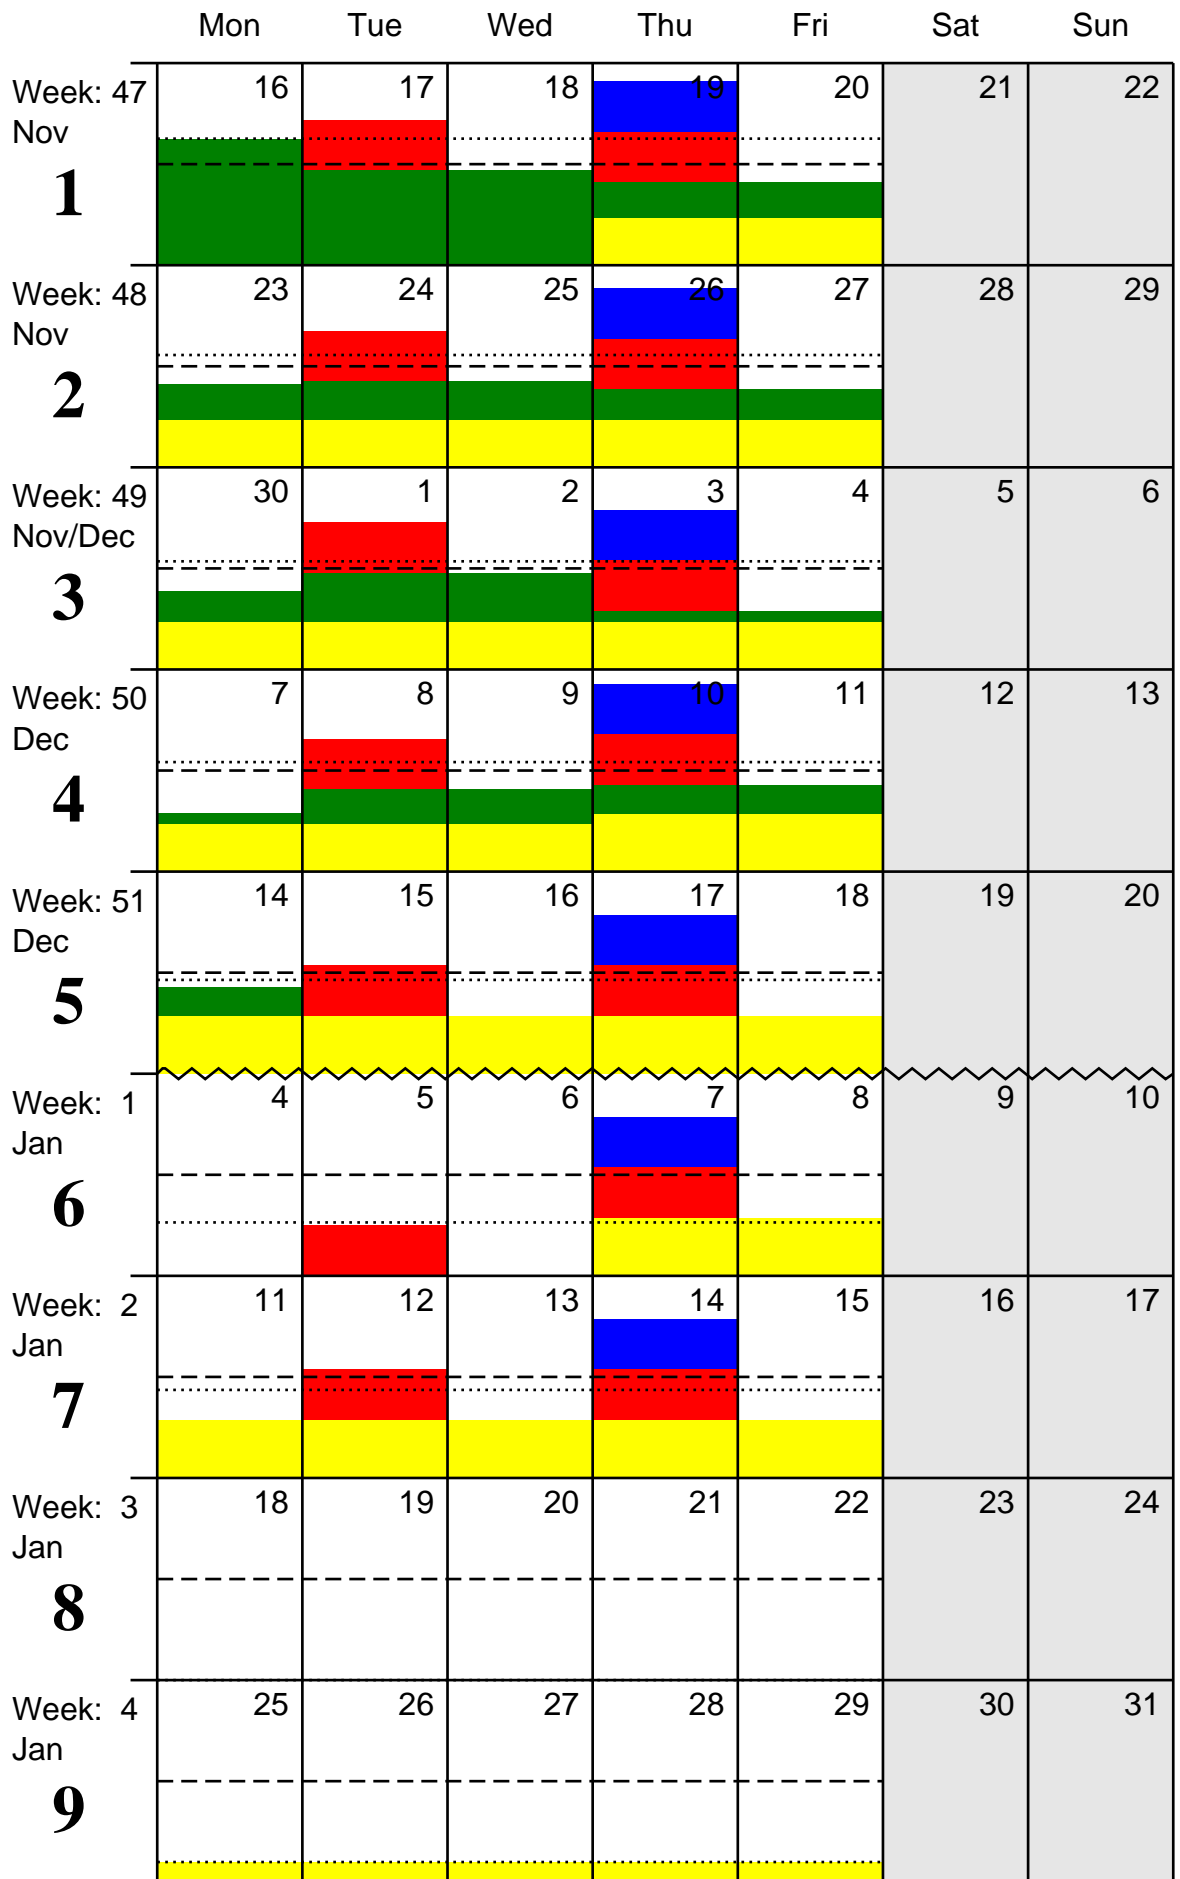 Mon Tue Wed Thu Fri Sat Sun
Week: 47 16 17 18 19 20 21 22
Nov
1
Week: 48 23 24 25 26 27 28 29
Nov
2
Week: 49 30 1 2 3 4 5 6
Nov/Dec
3
Week: 50 7 8 9 10 11 12 13
Dec
4
Week: 51 14 15 16 17 18 19 20
Dec
5
Week: 1 4 5 6 7 8 9 10
Jan
6
Week: 2 11 12 13 14 15 16 17
Jan
7
Week: 3 18 19 20 21 22 23 24
Jan
8
Week: 4 25 26 27 28 29 30 31
Jan
9